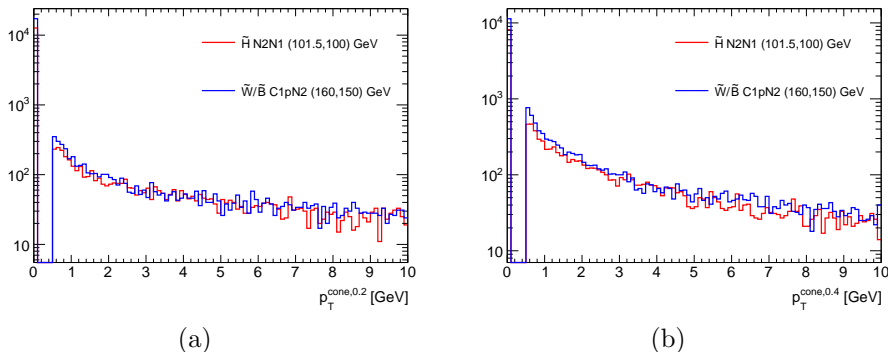 10⁴
10³
10²
10
H̃ N2N1 (101.5,100) GeV
W̃/B̃ C1pN2 (160,150) GeV
0 1 2 3 4 5 6 7 8 9 10
p_T^cone,0.2 [GeV]
(a)
10⁴
10³
10²
10
H̃ N2N1 (101.5,100) GeV
W̃/B̃ C1pN2 (160,150) GeV
0 1 2 3 4 5 6 7 8 9 10
p_T^cone,0.4 [GeV]
(b)